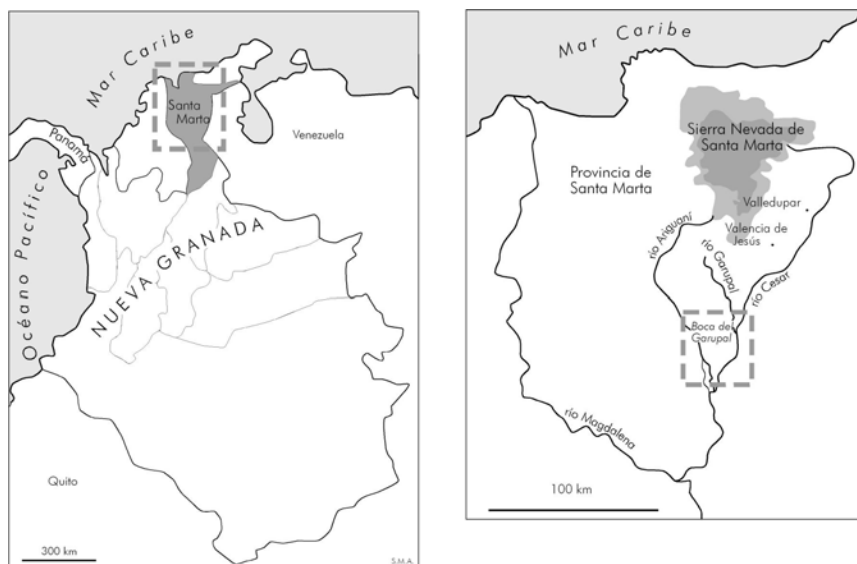 Mar Caribe
Santa
Marta
Venezuela
Panamá
Océano Pacífico
NUEVA GRANADA
Quito
300 km
S.M.A.
Mar Caribe
Sierra Nevada de
Santa Marta
Provincia de
Santa Marta
Valledupar
Valencia de
Jesús
río Ariguaní
río Garupal
río Cesar
Boca del
Garupal
río Magdalena
100 km